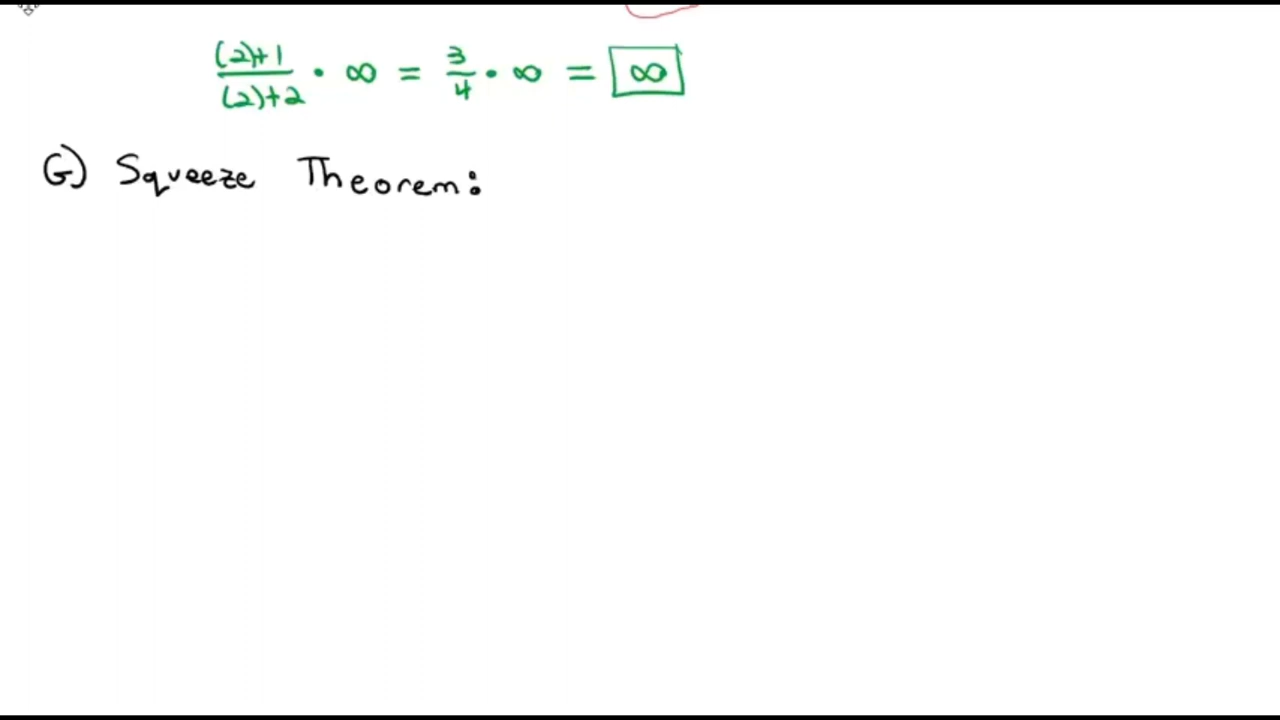 (2)+1/(2)+2 · ∞ = 3/4 · ∞ = ∞
G) Squeeze Theorem: